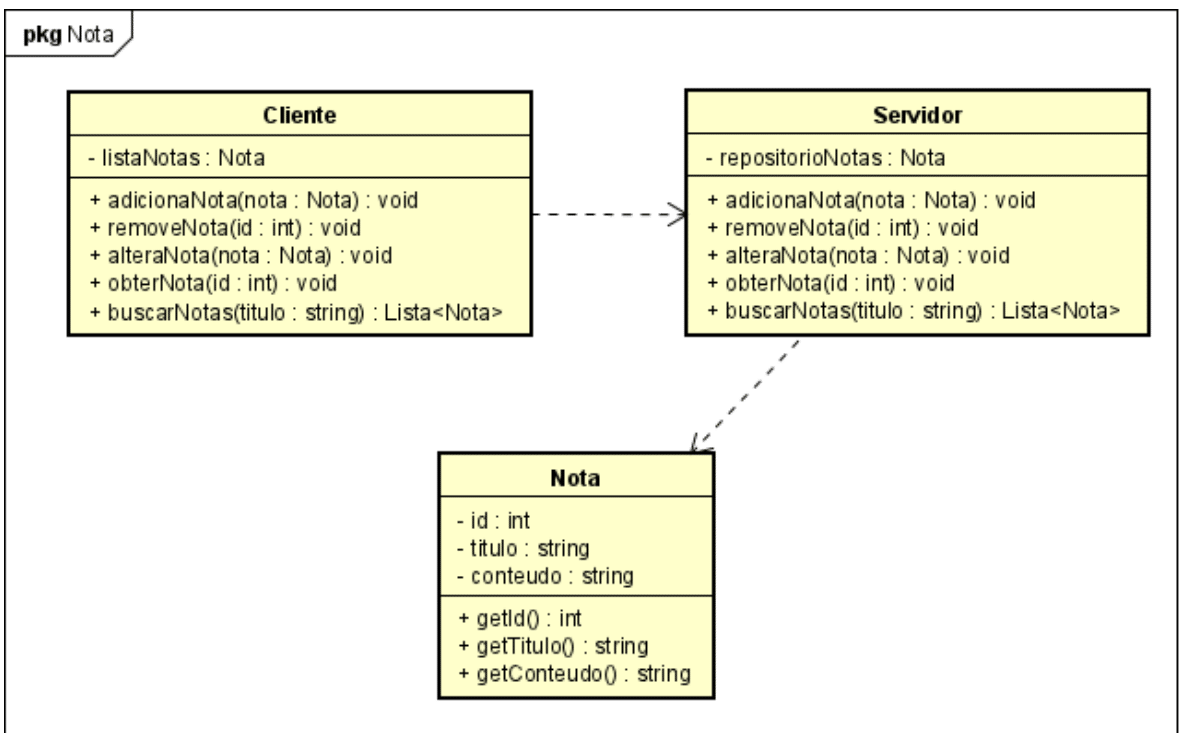 pkg Nota
Cliente
- listaNotas : Nota
+ adicionaNota(nota : Nota) : void
+ removeNota(id : int) : void
+ alteraNota(nota : Nota) : void
+ obterNota(id : int) : void
+ buscarNotas(titulo : string) : Lista<Nota>
Servidor
- repositorioNotas : Nota
+ adicionaNota(nota : Nota) : void
+ removeNota(id : int) : void
+ alteraNota(nota : Nota) : void
+ obterNota(id : int) : void
+ buscarNotas(titulo : string) : Lista<Nota>
Nota
- id : int
- titulo : string
- conteudo : string
+ getId() : int
+ getTitulo() : string
+ getConteudo() : string